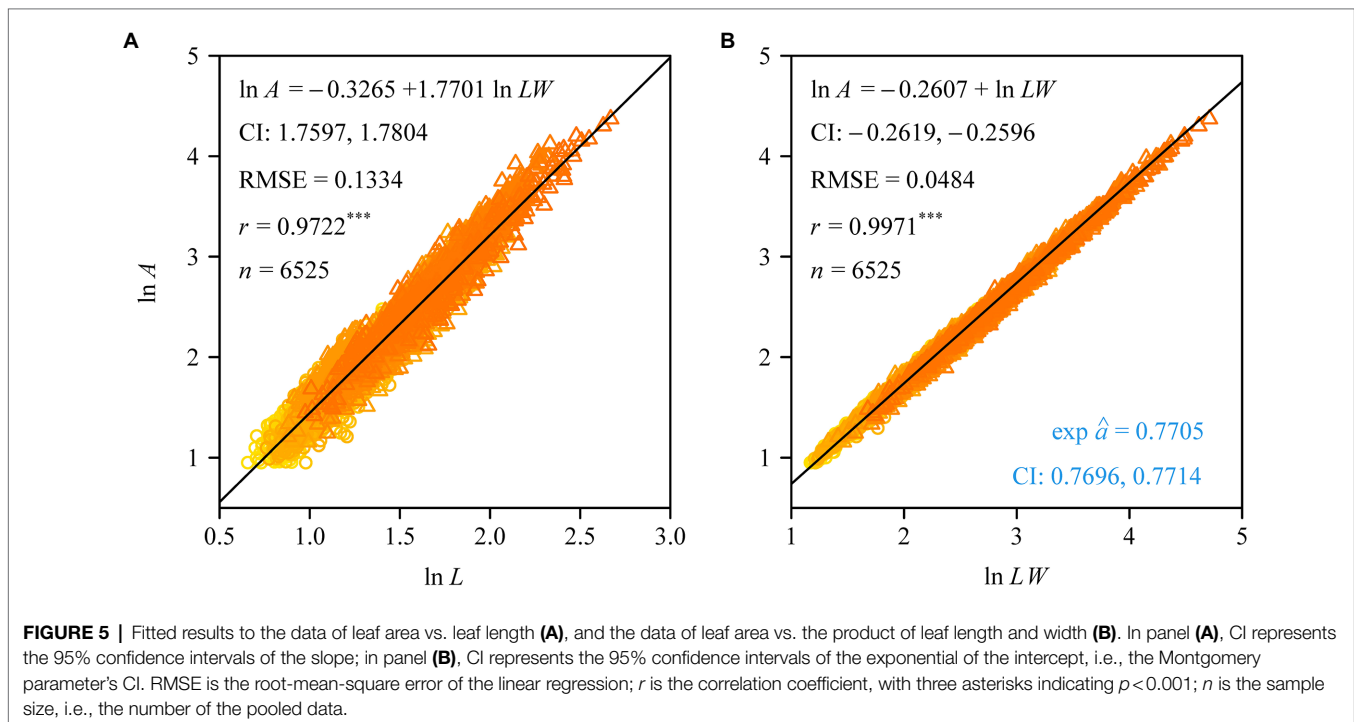 A
5
4
3
2
1
ln A
ln A = −0.3265 +1.7701 ln LW
CI: 1.7597, 1.7804
RMSE = 0.1334
r = 0.9722***
n = 6525
0.5 1.0 1.5 2.0 2.5 3.0
ln L
B
5
4
3
2
1
ln A = −0.2607 + ln LW
CI: −0.2619, −0.2596
RMSE = 0.0484
r = 0.9971***
n = 6525
exp â = 0.7705
CI: 0.7696, 0.7714
1 2 3 4 5
ln LW
FIGURE 5 | Fitted results to the data of leaf area vs. leaf length (A), and the data of leaf area vs. the product of leaf length and width (B). In panel (A), CI represents
the 95% confidence intervals of the slope; in panel (B), CI represents the 95% confidence intervals of the exponential of the intercept, i.e., the Montgomery
parameter's CI. RMSE is the root-mean-square error of the linear regression; r is the correlation coefficient, with three asterisks indicating p<0.001; n is the sample
size, i.e., the number of the pooled data.